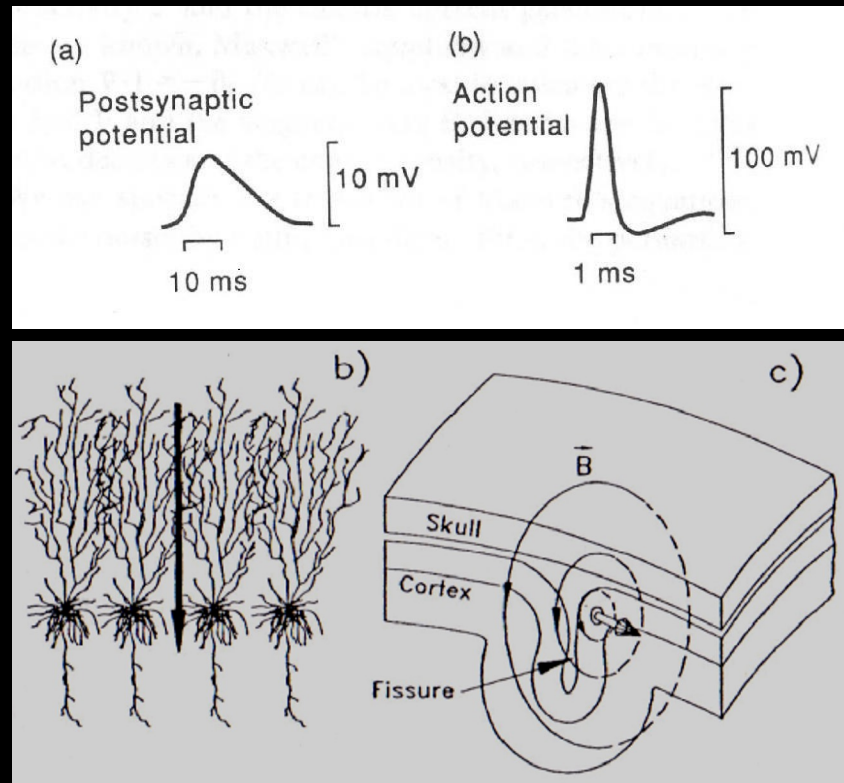 (a)
Postsynaptic
potential
10 mV
10 ms
(b)
Action
potential
100 mV
1 ms
b)
c)
B
Skull
Cortex
Fissure